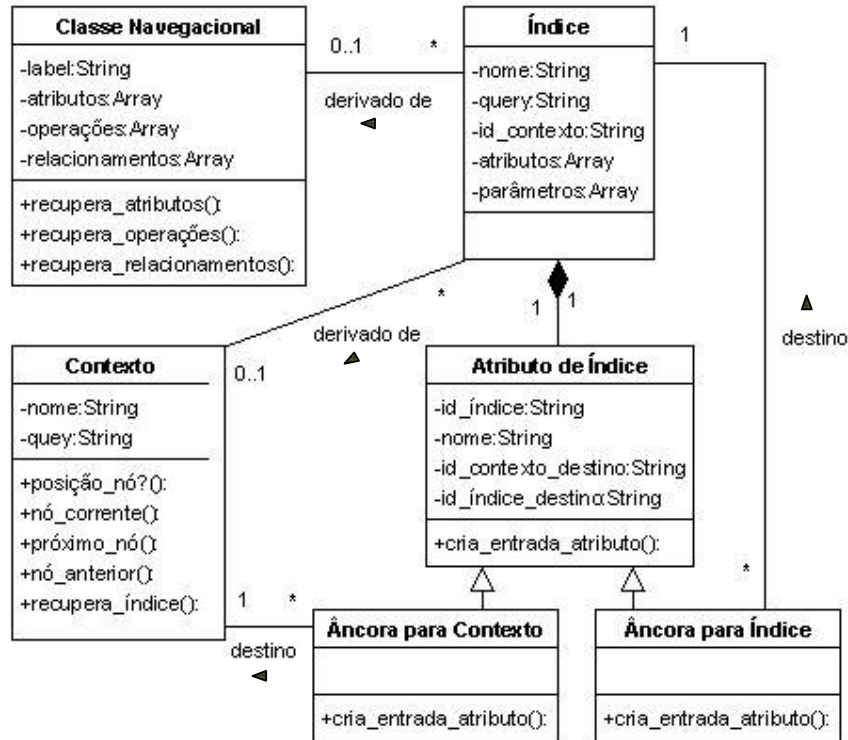 Classe Navegacional
-label:String
-atributos:Array
-operações:Array
-relacionamentos:Array
+recupera_atributos():
+recupera_operações():
+recupera_relacionamentos():
0..1
*
derivado de
Índice
-nome:String
-query:String
-id_contexto:String
-atributos:Array
-parâmetros:Array
1
*
derivado de
0..1
1
1
destino
Contexto
-nome:String
-quey:String
+posição_nó?():
+nó_corrente():
+próximo_nó():
+nó_anterior():
+recupera_índice():
Atributo de Índice
-id_índice:String
-nome:String
-id_contexto_destino:String
-id_índice_destino:String
+cria_entrada_atributo():
*
1
*
destino
Âncora para Contexto
+cria_entrada_atributo():
Âncora para Índice
+cria_entrada_atributo():